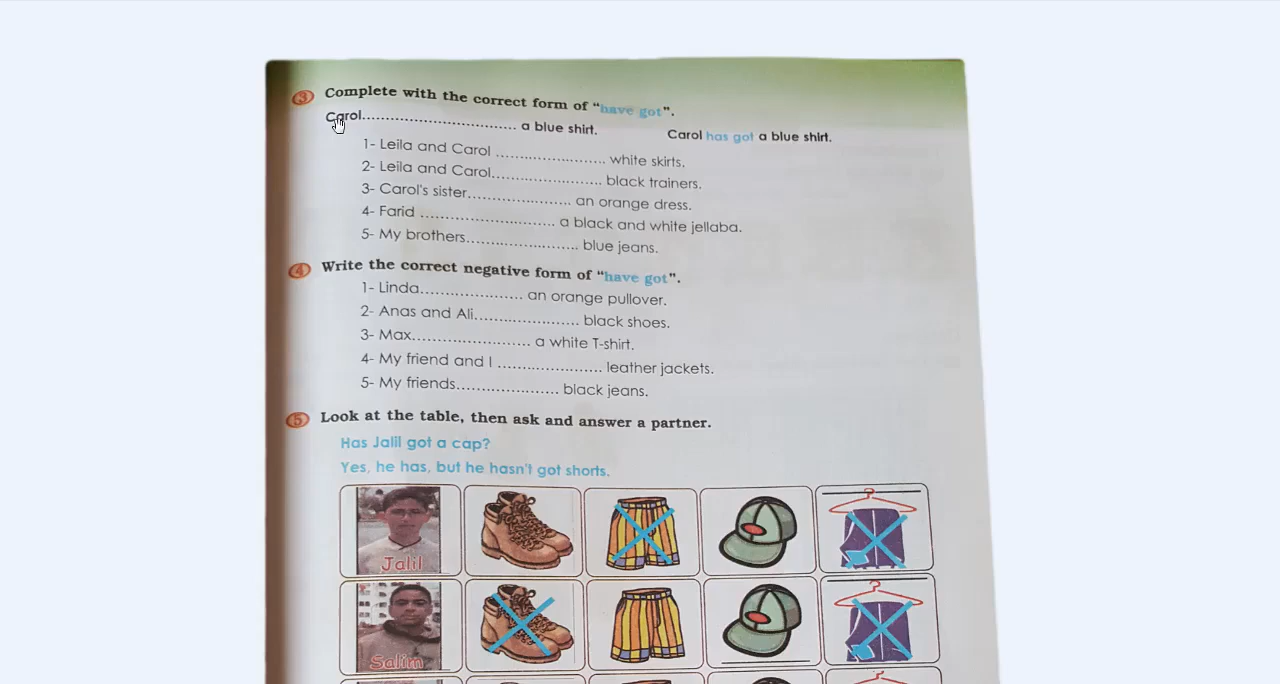 3 Complete with the correct form of "have got".
Carol.................................. a blue shirt. Carol has got a blue shirt.
1- Leila and Carol ........................ white skirts.
2- Leila and Carol........................ black trainers.
3- Carol's sister...................... an orange dress.
4- Farid ............................. a black and white jellaba.
5- My brothers........................ blue jeans.
4 Write the correct negative form of "have got".
1- Linda...................... an orange pullover.
2- Anas and Ali....................... black shoes.
3- Max.......................... a white T-shirt.
4- My friend and I ....................... leather jackets.
5- My friends...................... black jeans.
5 Look at the table, then ask and answer a partner.
Has Jalil got a cap?
Yes, he has, but he hasn't got shorts.
Jalil
Salim